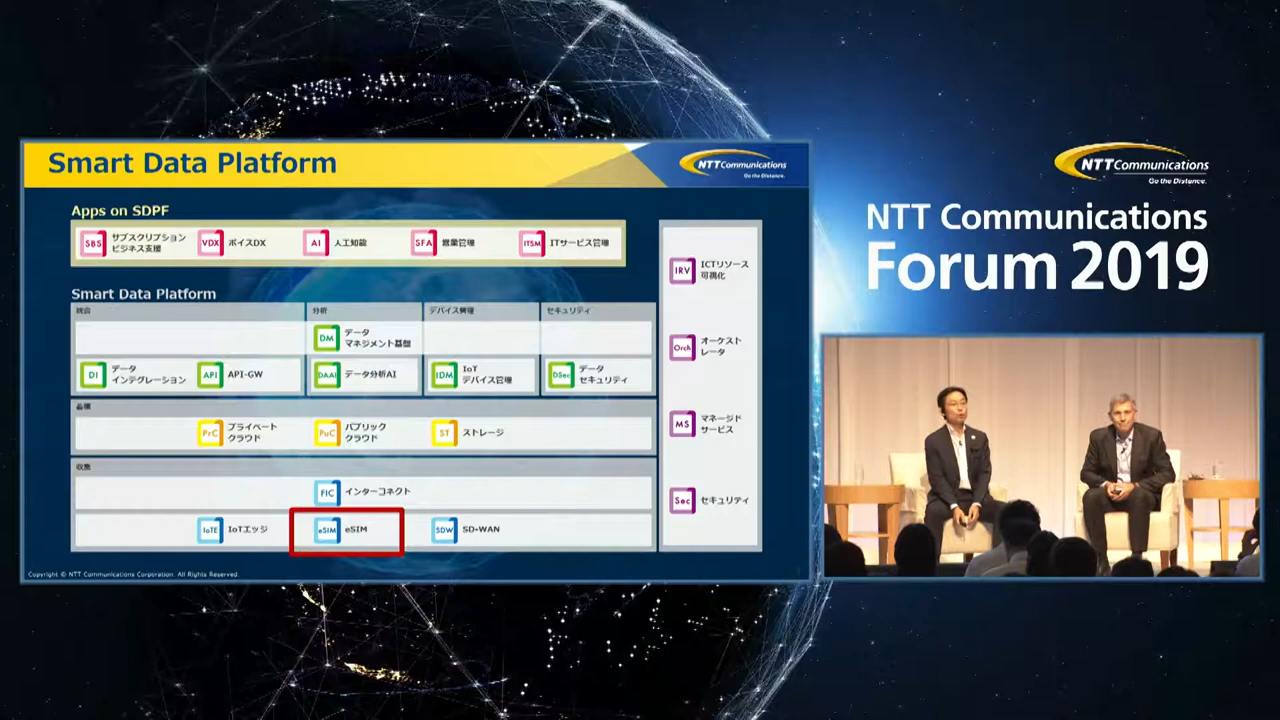 Smart Data Platform
NTT Communications
Go the Distance.
Apps on SDPF
SBS
サブスクリプション
ビジネス支援
VDX
ボイスDX
AI
人工知能
SFA
営業管理
ITSM
ITサービス管理
Smart Data Platform
統合
分析
デバイス管理
セキュリティ
DM
データ
マネジメント基盤
DI
データ
インテグレーション
API
API-GW
DAAI
データ分析AI
IDM
IoT
デバイス管理
DSec
データ
セキュリティ
蓄積
PrC
プライベート
クラウド
PuC
パブリック
クラウド
ST
ストレージ
収集
FIC
インターコネクト
IoTE
IoTエッジ
eSIM
eSIM
SDW
SD-WAN
IRV
ICTリソース
可視化
Orch
オーケスト
レータ
MS
マネージド
サービス
Sec
セキュリティ
Copyright © NTT Communications Corporation. All Rights Reserved.
NTT Communications
Go the Distance.
NTT Communications
Forum 2019